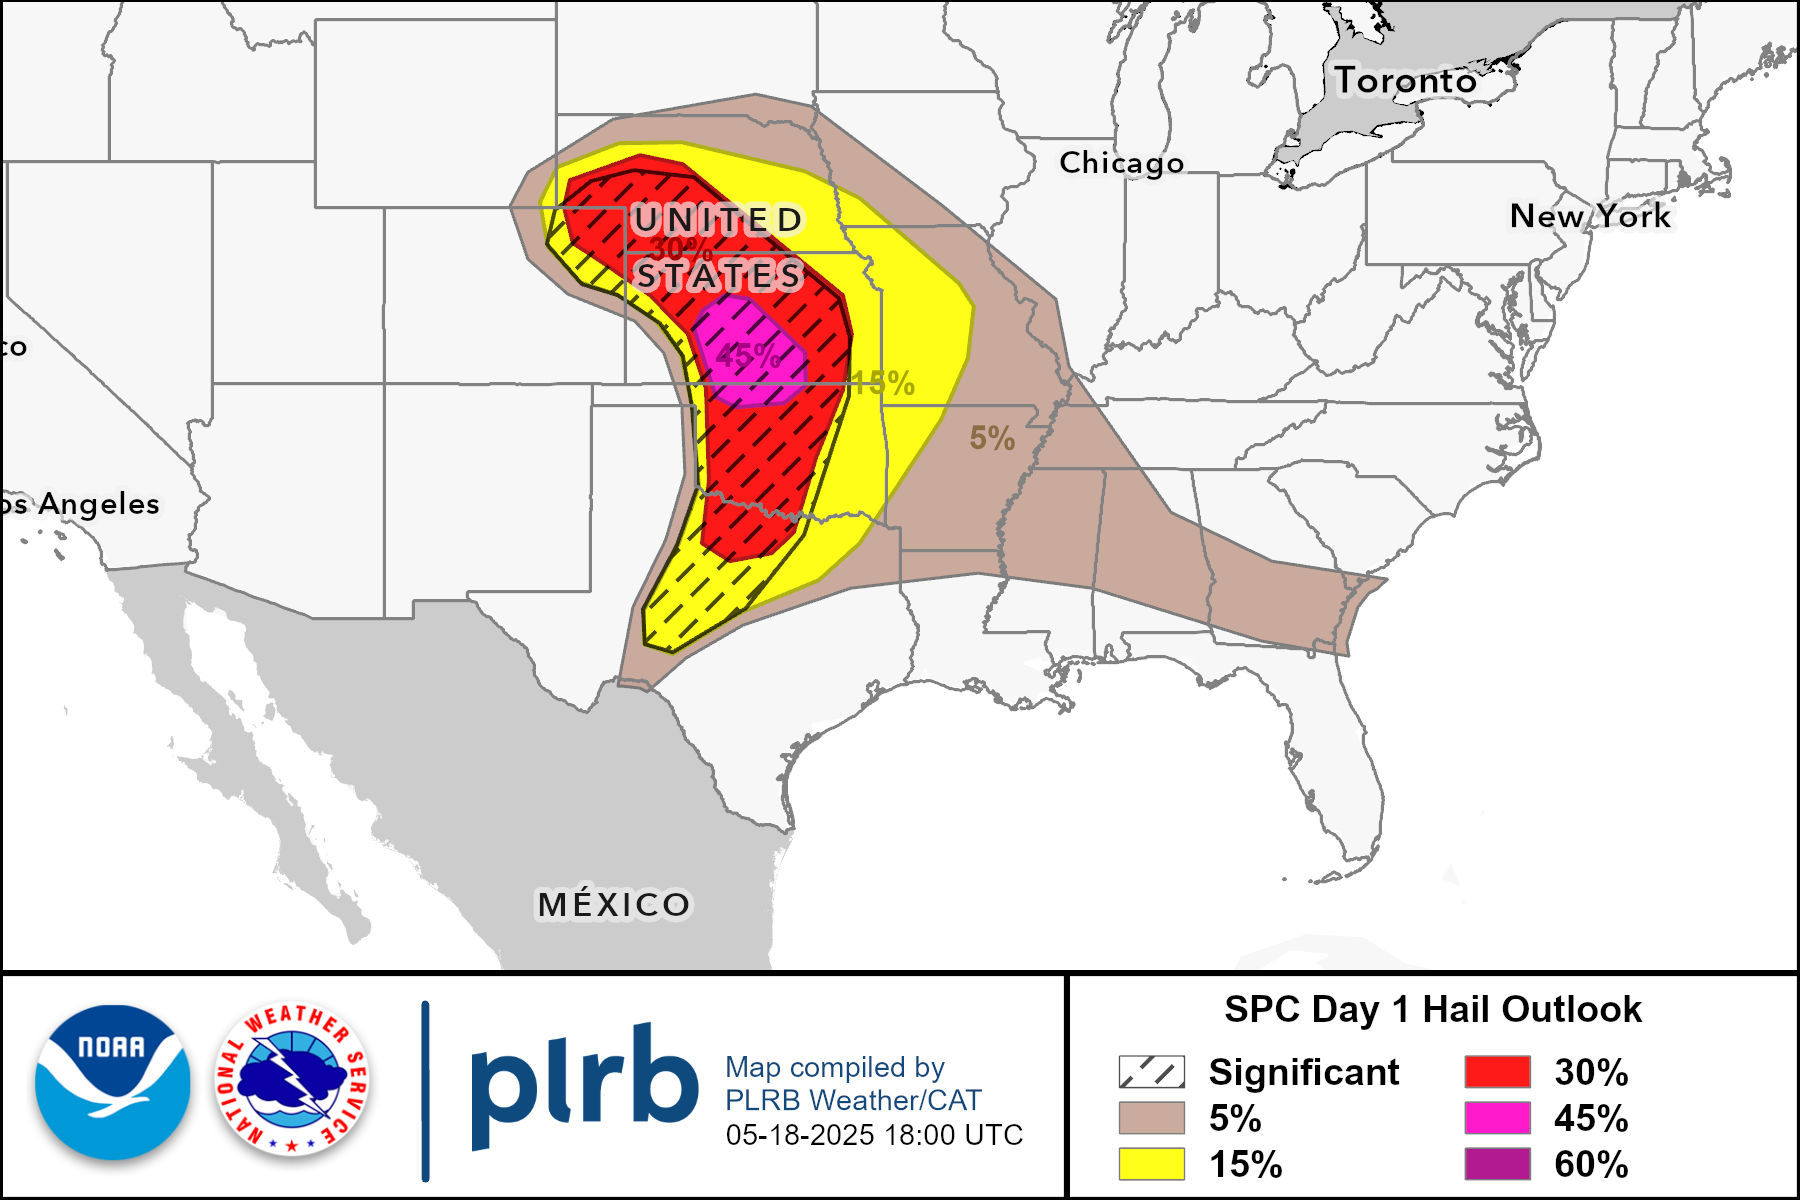 Toronto
Chicago
New York
UNITED
30%
STATES
co
45%
15%
5%
os Angeles
MÉXICO
NOAA
NATIONAL WEATHER SERVICE
plrb
Map compiled by
PLRB Weather/CAT
05-18-2025 18:00 UTC
SPC Day 1 Hail Outlook
Significant
5%
15%
30%
45%
60%